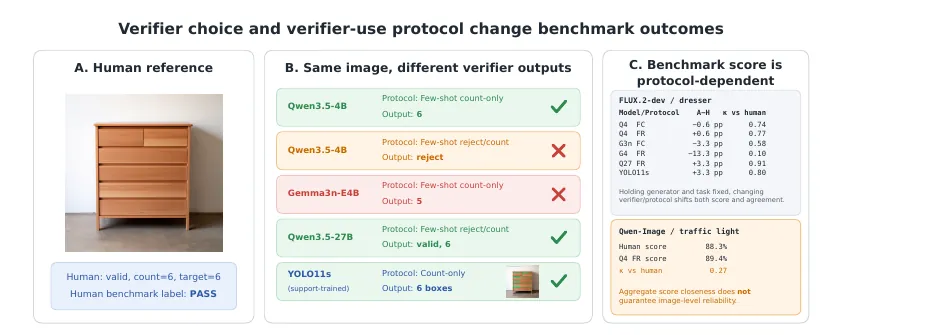 Verifier choice and verifier-use protocol change benchmark outcomes
A. Human reference
Human: valid, count=6, target=6
Human benchmark label: PASS
B. Same image, different verifier outputs
Qwen3.5-4B
Protocol: Few-shot count-only
Output: 6
Qwen3.5-4B
Protocol: Few-shot reject/count
Output: reject
Gemma3n-E4B
Protocol: Few-shot count-only
Output: 5
Qwen3.5-27B
Protocol: Few-shot reject/count
Output: valid, 6
YOLO11s
(support-trained)
Protocol: Count-only
Output: 6 boxes
C. Benchmark score is
protocol-dependent
FLUX.2-dev / dresser
Model/Protocol A−H κ vs human
Q4 FC −0.6 pp 0.74
Q4 FR +0.6 pp 0.77
G3n FC −3.3 pp 0.58
G4 FR −13.3 pp 0.10
Q27 FR +3.3 pp 0.91
YOLO11s +3.3 pp 0.80
Holding generator and task fixed, changing
verifier/protocol shifts both score and agreement.
Qwen-Image / traffic light
Human score 88.3%
Q4 FR score 89.4%
κ vs human 0.27
Aggregate score closeness does not
guarantee image-level reliability.